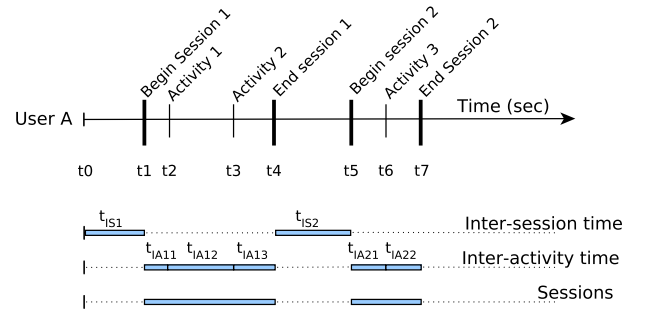 Begin Session 1
Activity 1
Activity 2
End session 1
Begin session 2
Activity 3
End Session 2
User A
Time (sec)
t0 t1 t2 t3 t4 t5 t6 t7
tIS1 tIS2 Inter-session time
tIA11 tIA12 tIA13 tIA21 tIA22 Inter-activity time
Sessions